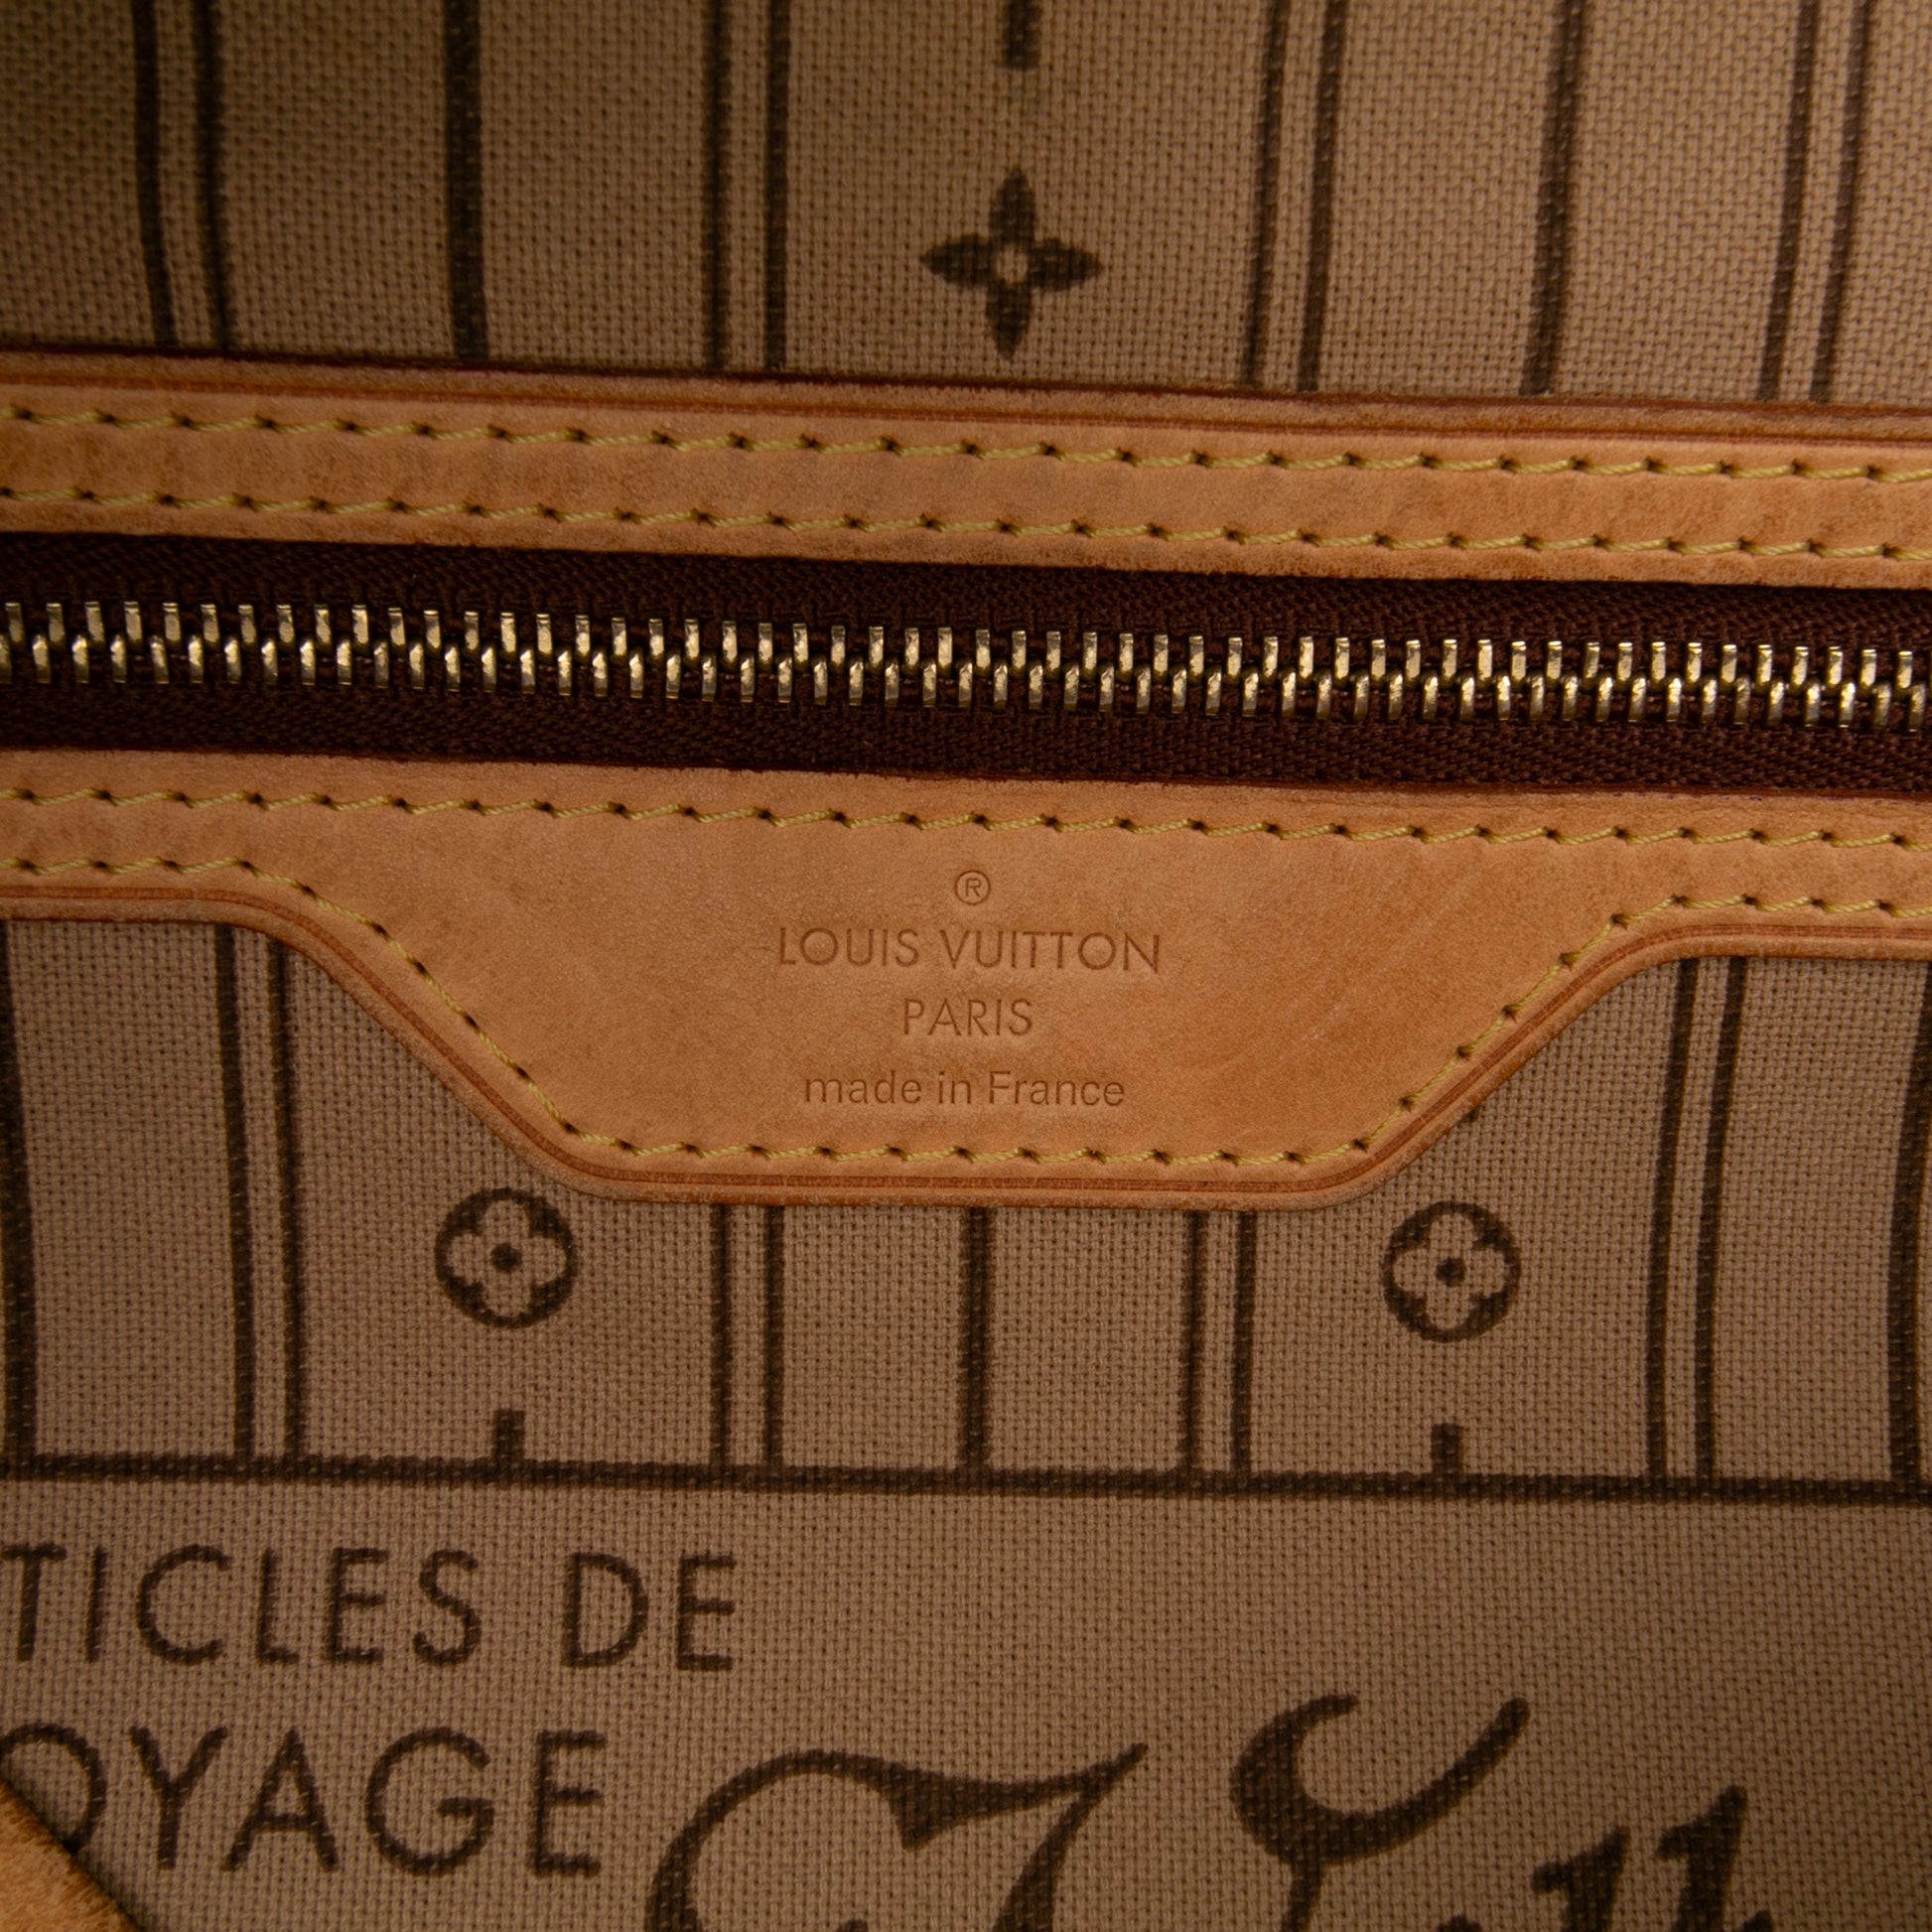 ®
LOUIS VUITTON
PARIS
made in France
TICLES DE
OYAGE